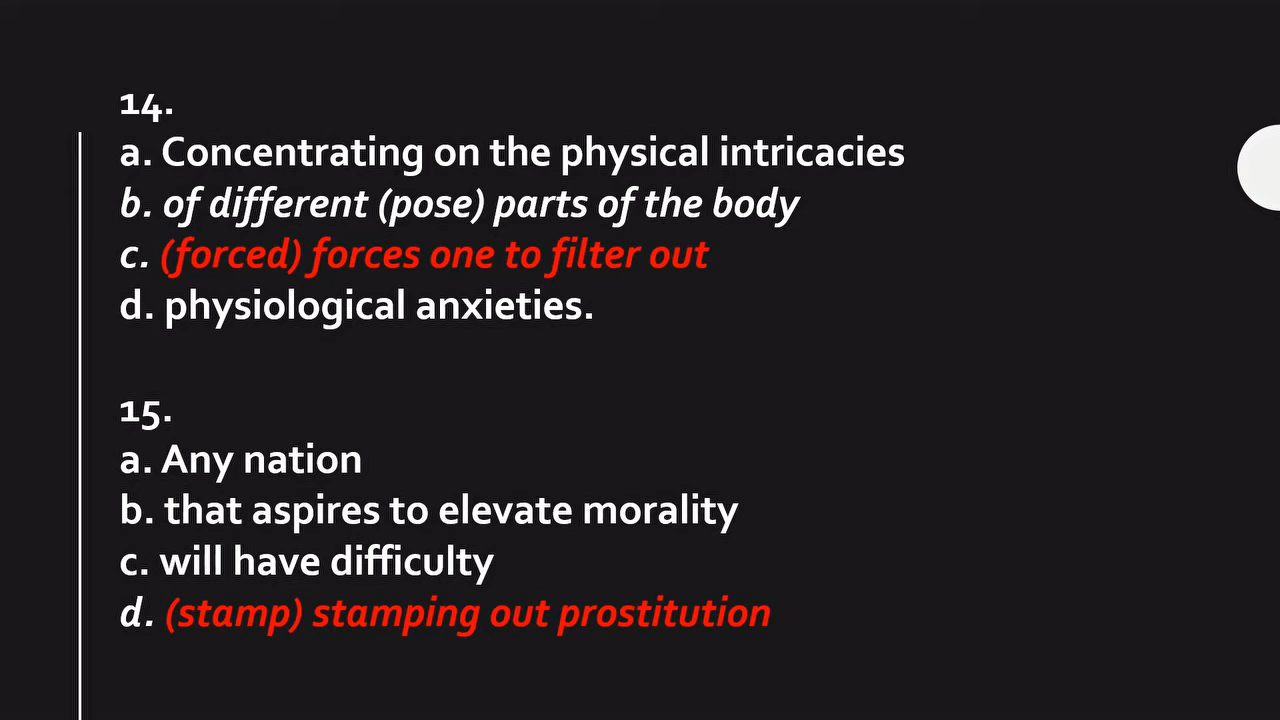 14.
a. Concentrating on the physical intricacies
b. of different (pose) parts of the body
c. (forced) forces one to filter out
d. physiological anxieties.
15.
a. Any nation
b. that aspires to elevate morality
c. will have difficulty
d. (stamp) stamping out prostitution